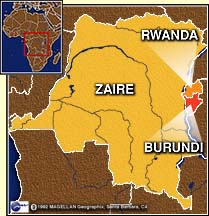 RWANDA
ZAIRE
BURUNDI
© 1992 MAGELLAN Geographix, Santa Barbara, CA